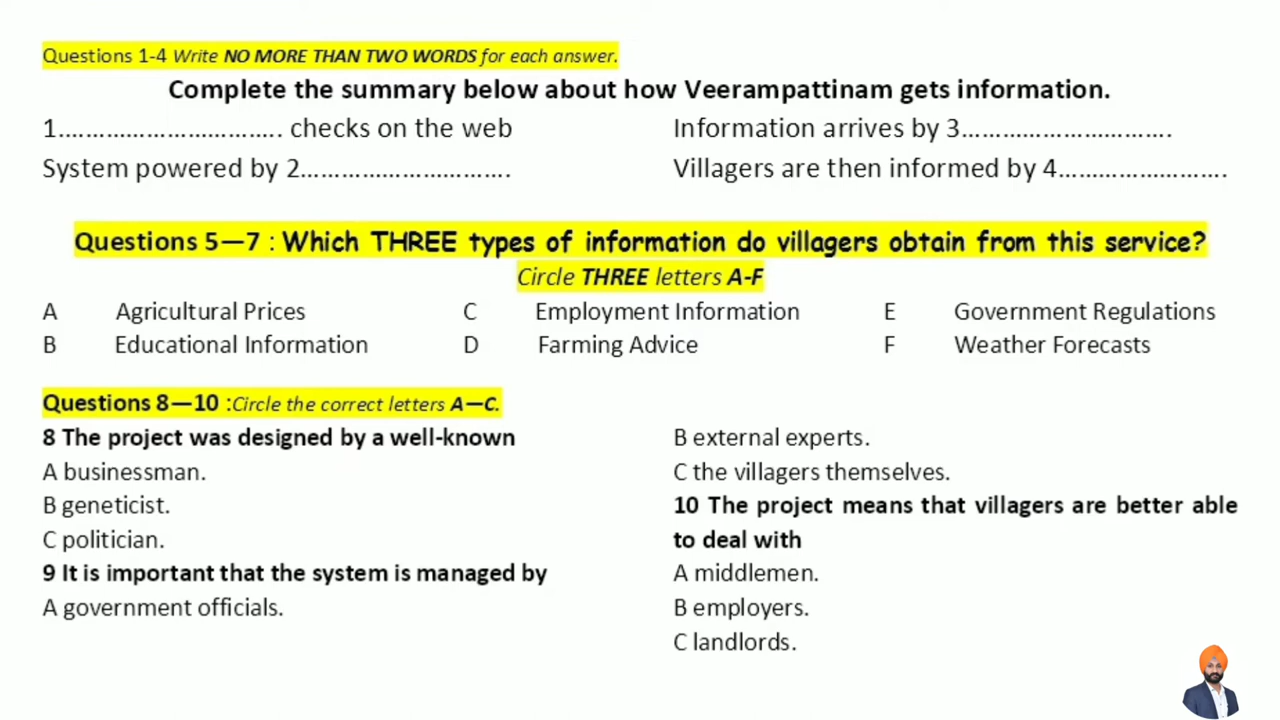 Questions 1-4 Write NO MORE THAN TWO WORDS for each answer.
Complete the summary below about how Veerampattinam gets information.
1................................. checks on the web
System powered by 2...............................
Information arrives by 3...............................
Villagers are then informed by 4.........................
Questions 5—7 : Which THREE types of information do villagers obtain from this service?
Circle THREE letters A-F
A Agricultural Prices
B Educational Information
C Employment Information
D Farming Advice
E Government Regulations
F Weather Forecasts
Questions 8—10 :Circle the correct letters A—C.
8 The project was designed by a well-known
A businessman.
B geneticist.
C politician.
9 It is important that the system is managed by
A government officials.
B external experts.
C the villagers themselves.
10 The project means that villagers are better able
to deal with
A middlemen.
B employers.
C landlords.